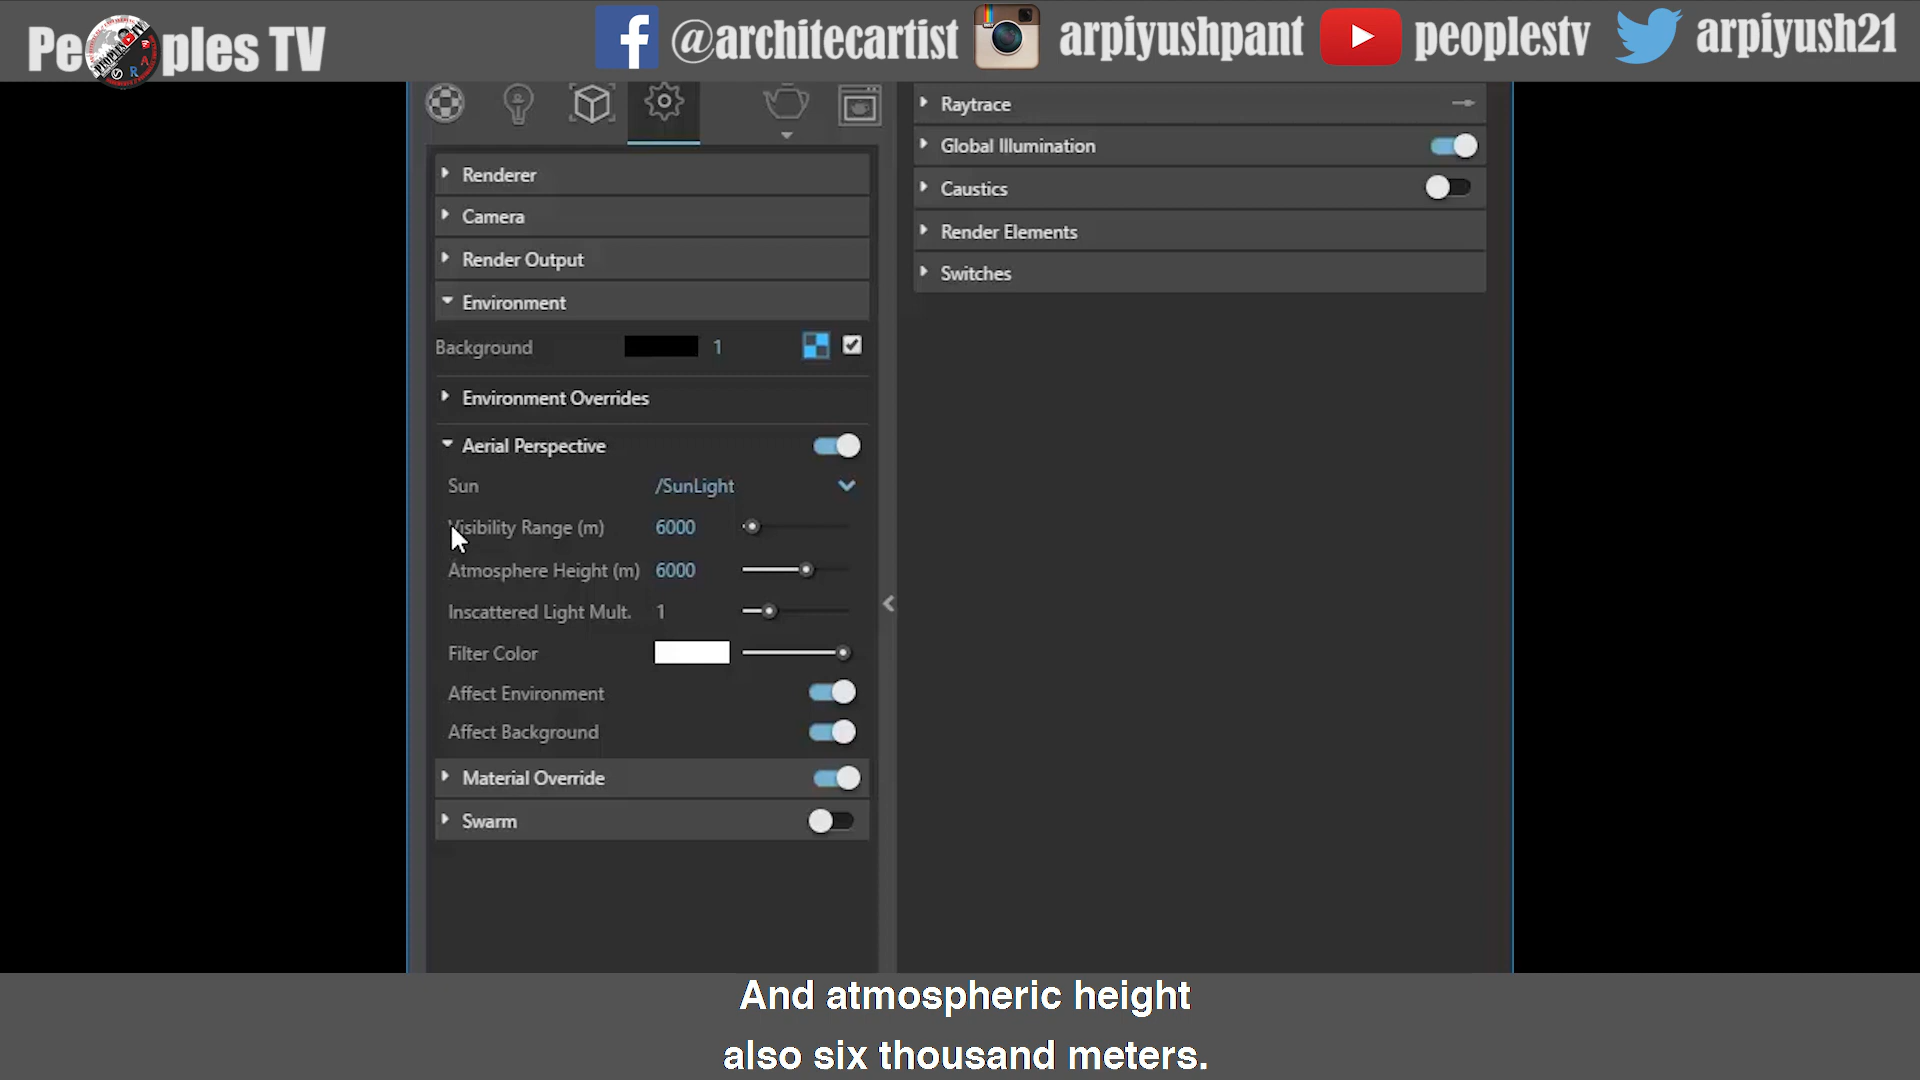 Peoples TV
@architecartist
arpiyushpant
peoplestv
arpiyush21
Renderer
Camera
Render Output
Environment
Background 1
Environment Overrides
Aerial Perspective
Sun /SunLight
Visibility Range (m) 6000
Atmosphere Height (m) 6000
Inscattered Light Mult. 1
Filter Color
Affect Environment
Affect Background
Material Override
Swarm
Raytrace
Global Illumination
Caustics
Render Elements
Switches
And atmospheric height
also six thousand meters.